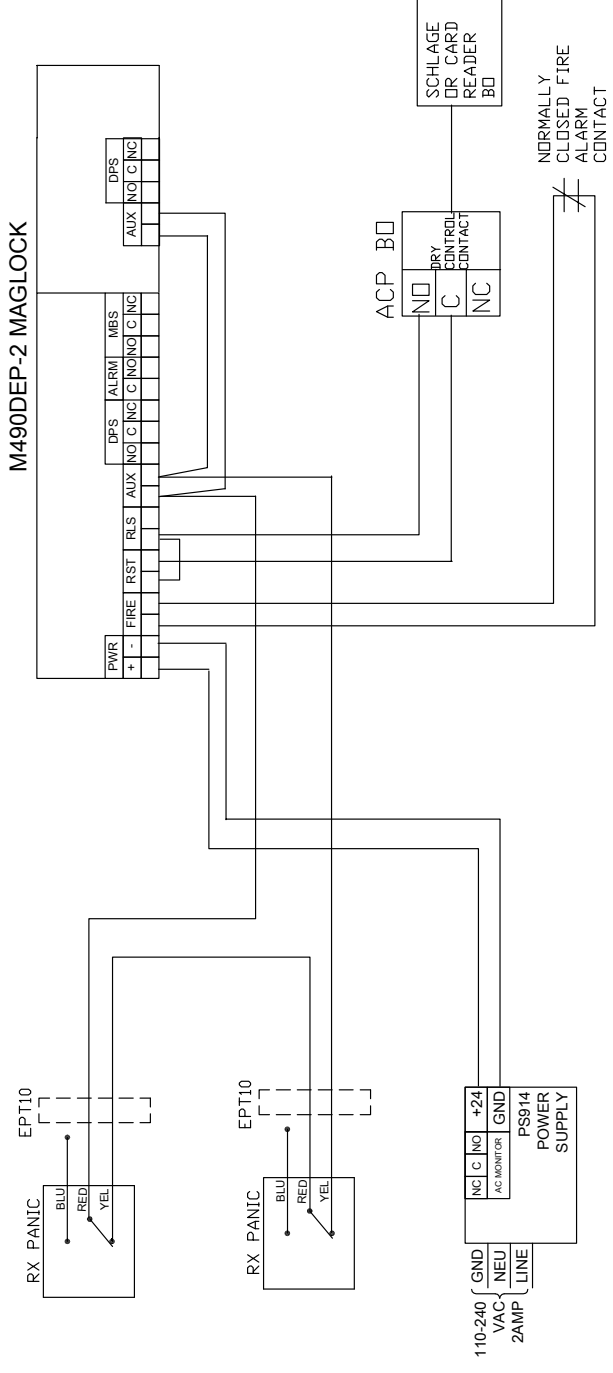 M490DEP-2 MAGLOCK
PWR
+ -
FIRE
RST
RLS
AUX
DPS
NO C NC
ALRM
C NO
MBS
NO C NC
AUX
DPS
NO C NC
SCHLAGE
OR CARD
READER
BO
ACP BO
NO
C
NC
DRY
CONTROL
CONTACT
NORMALLY
CLOSED FIRE
ALARM
CONTACT
EPT10
RX PANIC
BLU
RED
YEL
EPT10
RX PANIC
BLU
RED
YEL
NC C NO +24
AC MONITOR GND
PS914
POWER
SUPPLY
110-240
VAC
2AMP
GND
NEU
LINE